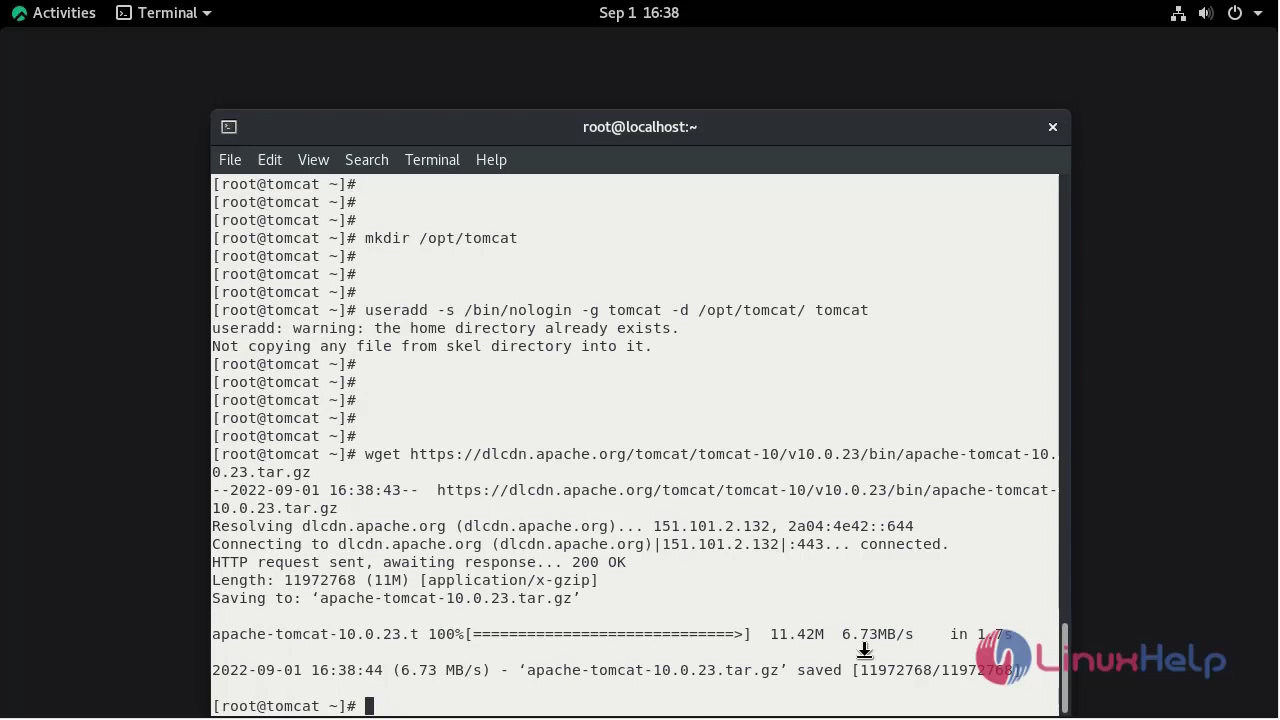 Activities Terminal Sep 1 16:38
root@localhost:~
File Edit View Search Terminal Help
[root@tomcat ~]#
[root@tomcat ~]#
[root@tomcat ~]#
[root@tomcat ~]# mkdir /opt/tomcat
[root@tomcat ~]#
[root@tomcat ~]#
[root@tomcat ~]#
[root@tomcat ~]# useradd -s /bin/nologin -g tomcat -d /opt/tomcat/ tomcat
useradd: warning: the home directory already exists.
Not copying any file from skel directory into it.
[root@tomcat ~]#
[root@tomcat ~]#
[root@tomcat ~]#
[root@tomcat ~]#
[root@tomcat ~]#
[root@tomcat ~]# wget https://dlcdn.apache.org/tomcat/tomcat-10/v10.0.23/bin/apache-tomcat-10.
0.23.tar.gz
--2022-09-01 16:38:43--  https://dlcdn.apache.org/tomcat/tomcat-10/v10.0.23/bin/apache-tomcat-
10.0.23.tar.gz
Resolving dlcdn.apache.org (dlcdn.apache.org)... 151.101.2.132, 2a04:4e42::644
Connecting to dlcdn.apache.org (dlcdn.apache.org)|151.101.2.132|:443... connected.
HTTP request sent, awaiting response... 200 OK
Length: 11972768 (11M) [application/x-gzip]
Saving to: ‘apache-tomcat-10.0.23.tar.gz’
apache-tomcat-10.0.23.t 100%[=============================>]  11.42M  6.73MB/s    in 1.7s
2022-09-01 16:38:44 (6.73 MB/s) - ‘apache-tomcat-10.0.23.tar.gz’ saved [11972768/11972768]
LinuxHelp
[root@tomcat ~]#